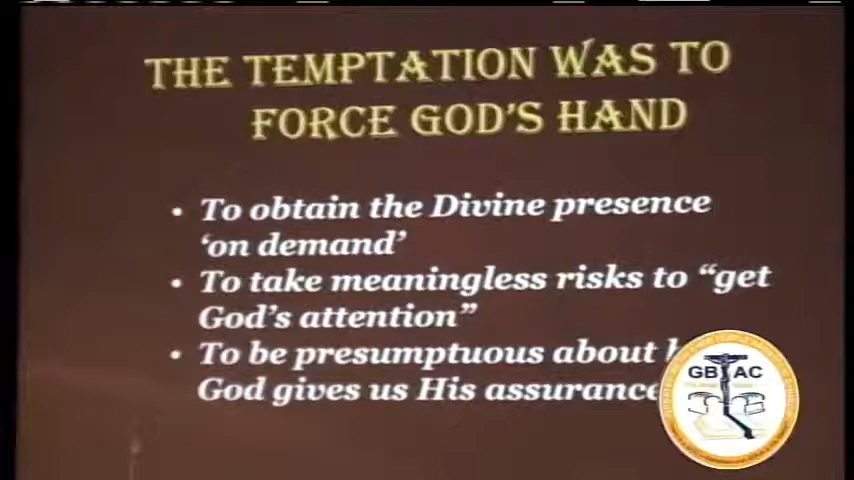 THE TEMPTATION WAS TO
FORCE GOD'S HAND
• To obtain the Divine presence
'on demand'
• To take meaningless risks to “get
God's attention”
• To be presumptuous about
God gives us His assurance
GBTAC